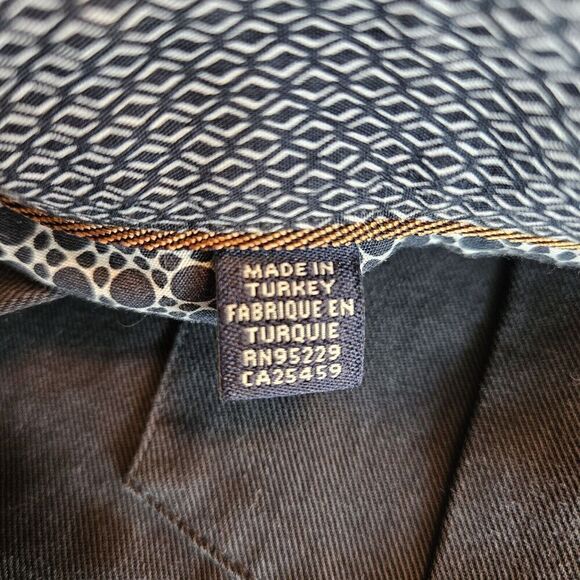 MADE IN
TURKEY
FABRIQUE EN
TURQUIE
RN95229
CA25459